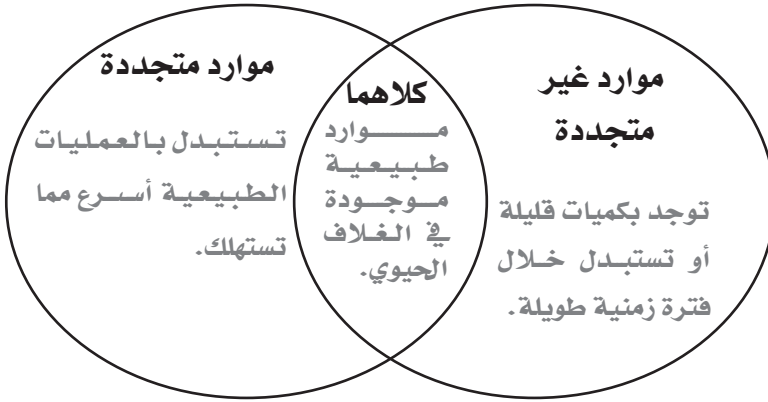 موارد غير
متجددة
توجد بكميات قليلة
أو تستبدل خلال
فترة زمنية طويلة.
كلاهما
موارد
طبيعية
موجودة
في الغلاف
الحيوي.
موارد متجددة
تستبدل بالعمليات
الطبيعية أسرع مما
تستهلك.